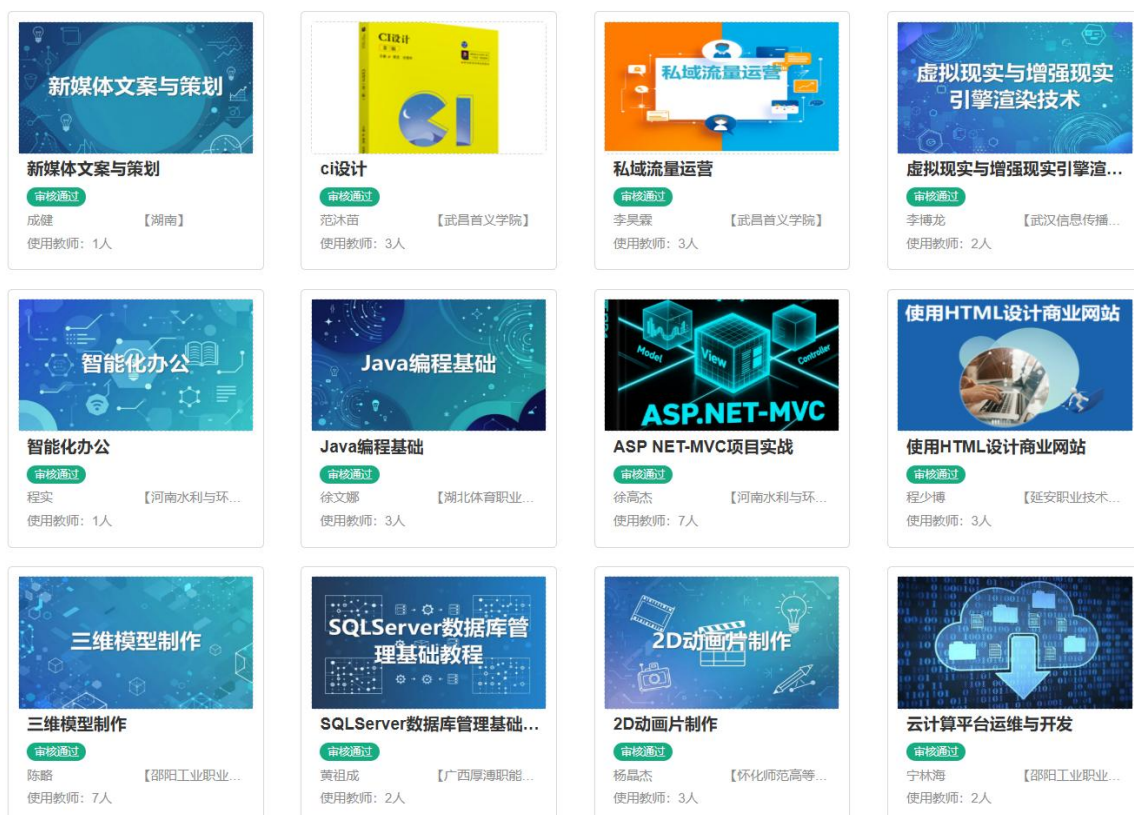 新媒体文案与策划
新媒体文案与策划
审核通过
成健 【湖南】
使用教师：1人
CI设计
ci设计
审核通过
范沐苗 【武昌首义学院】
使用教师：3人
私域流量运营
私域流量运营
审核通过
李昊霖 【武昌首义学院】
使用教师：3人
虚拟现实与增强现实
引擎渲染技术
虚拟现实与增强现实引擎渲...
审核通过
李博龙 【武汉信息传播...
使用教师：2人
智能化办公
智能化办公
审核通过
程实 【河南水利与环...
使用教师：1人
Java编程基础
Java编程基础
审核通过
徐文娜 【湖北体育职业...
使用教师：3人
Model
View
Controller
ASP.NET-MVC
ASP NET-MVC项目实战
审核通过
徐高杰 【河南水利与环...
使用教师：7人
使用HTML设计商业网站
使用HTML设计商业网站
审核通过
程少博 【延安职业技术...
使用教师：3人
三维模型制作
三维模型制作
审核通过
陈略 【邵阳工业职业...
使用教师：7人
SQLServer数据库管
理基础教程
SQLServer数据库管理基础...
审核通过
黄祖成 【广西厚溥职能...
使用教师：2人
2D动画片制作
2D动画片制作
审核通过
杨晶杰 【怀化师范高等...
使用教师：3人
云计算平台运维与开发
审核通过
宁林海 【邵阳工业职业...
使用教师：2人